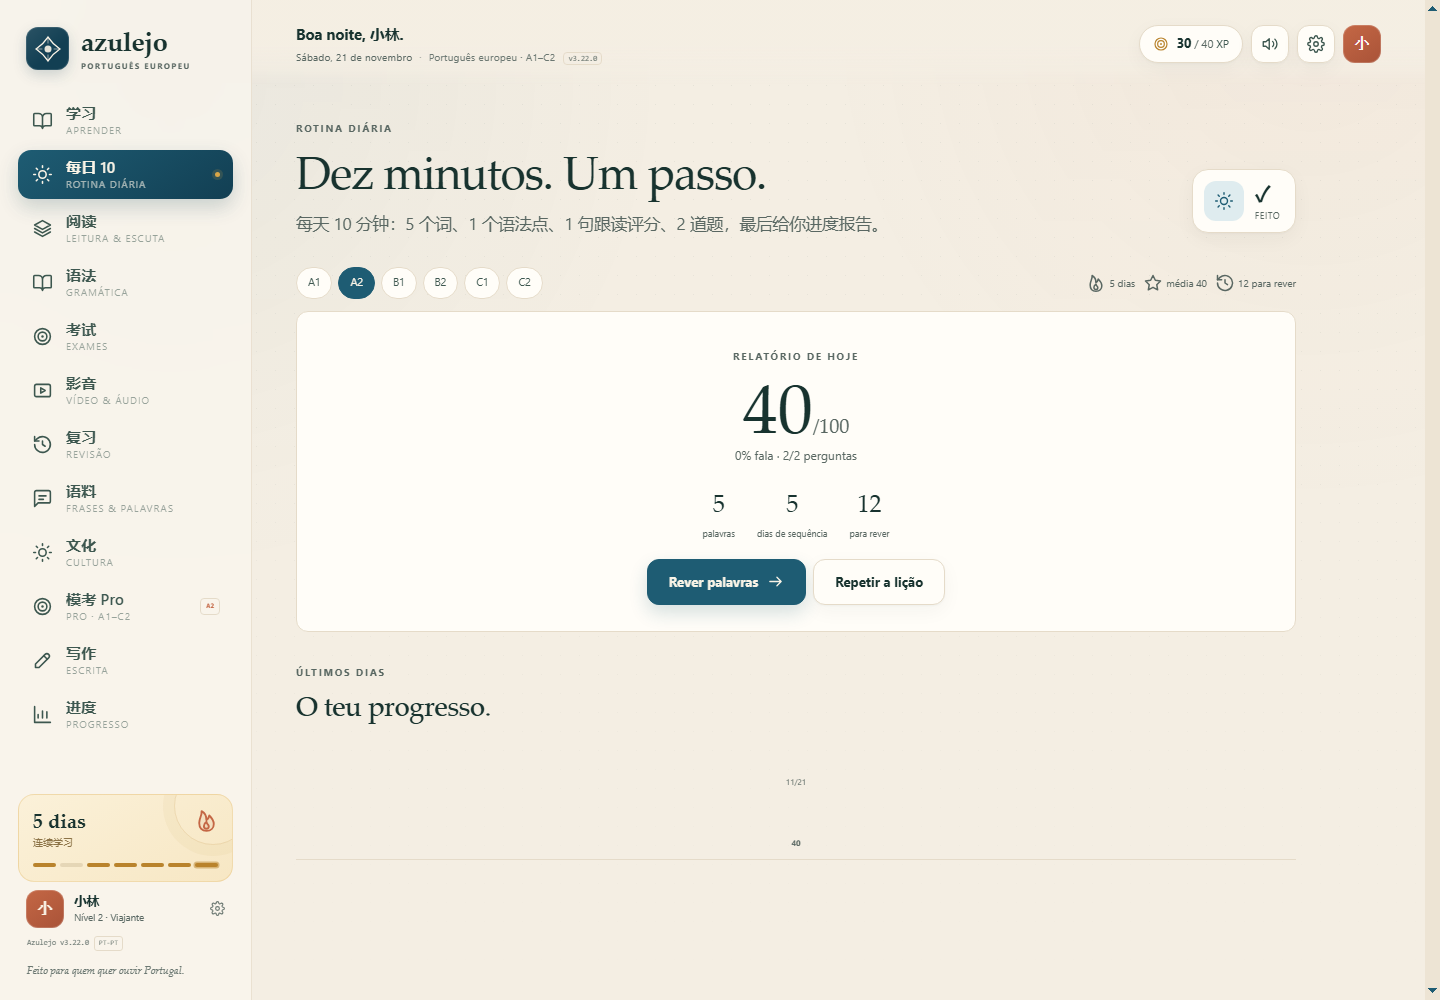 azulejo
PORTUGUÊS EUROPEU
学习
APRENDER
每日 10
ROTINA DIÁRIA
阅读
LEITURA & ESCUTA
语法
GRAMÁTICA
考试
EXAMES
影音
VÍDEO & ÁUDIO
复习
REVISÃO
语料
FRASES & PALAVRAS
文化
CULTURA
模考 Pro
PRO · A1–C2
A2
写作
ESCRITA
进度
PROGRESSO
5 dias
连续学习
小
小林
Nível 2 · Viajante
Azulejo v3.22.0 PT-PT
Feito para quem quer ouvir Portugal.
Boa noite, 小林.
Sábado, 21 de novembro · Português europeu · A1–C2 v3.22.0
30 / 40 XP
小
ROTINA DIÁRIA
Dez minutos. Um passo.
每天 10 分钟：5 个词、1 个语法点、1 句跟读评分、2 道题，最后给你进度报告。
✓
FEITO
A1 A2 B1 B2 C1 C2
5 dias média 40 12 para rever
RELATÓRIO DE HOJE
40/100
0% fala · 2/2 perguntas
5 5 12
palavras dias de sequência para rever
Rever palavras → Repetir a lição
ÚLTIMOS DIAS
O teu progresso.
11/21
40